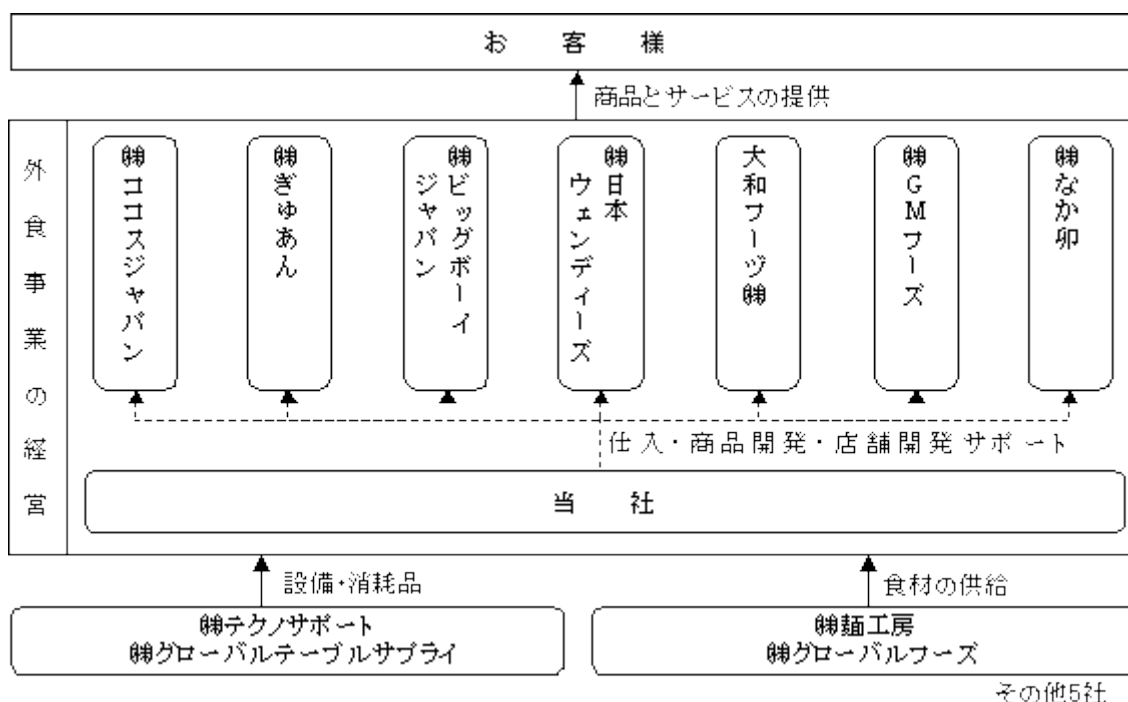 お客様
商品とサービスの提供
外食事業の経営
㈱ココスジャパン
㈱ぎゅあん
㈱ビッグボーイ
ジャパン
㈱日本
ウェンディーズ
大和フーヅ㈱
㈱GMフーズ
㈱なか卯
仕入・商品開発・店舗開発サポート
当社
設備・消耗品
食材の供給
㈱テクノサポート
㈱グローバルテーブルサプライ
㈱麺工房
㈱グローバルフーズ
その他5社